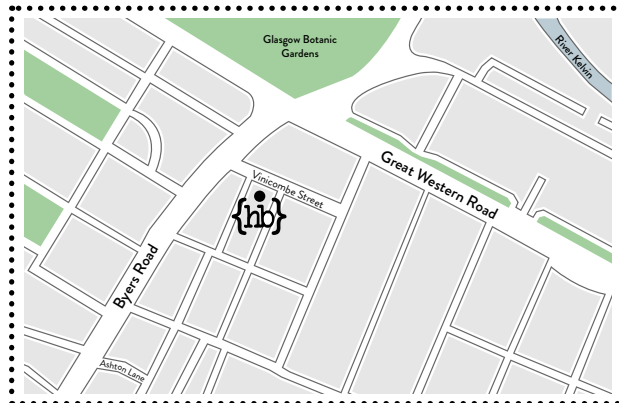 Glasgow Botanic
Gardens
River Kelvin
Great Western Road
Vinicombe Street
{hb}
Byers Road
Ashton Lane